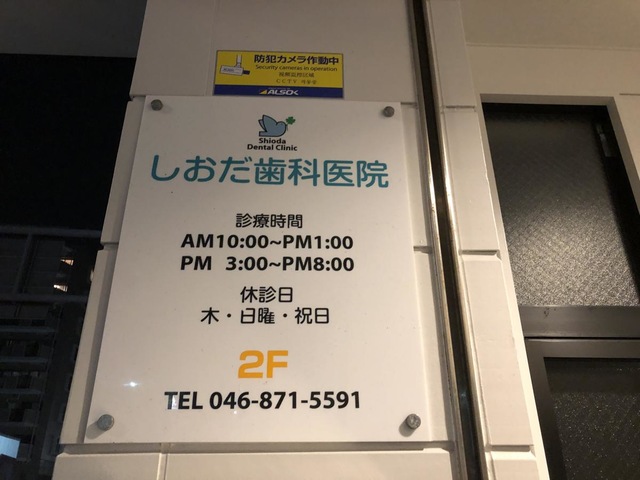 防犯カメラ作動中
Security cameras in operation
ALSOK
Shioda
Dental Clinic
しおだ歯科医院
診療時間
AM10:00~PM1:00
PM 3:00~PM8:00
休診日
木・日曜・祝日
2F
TEL 046-871-5591